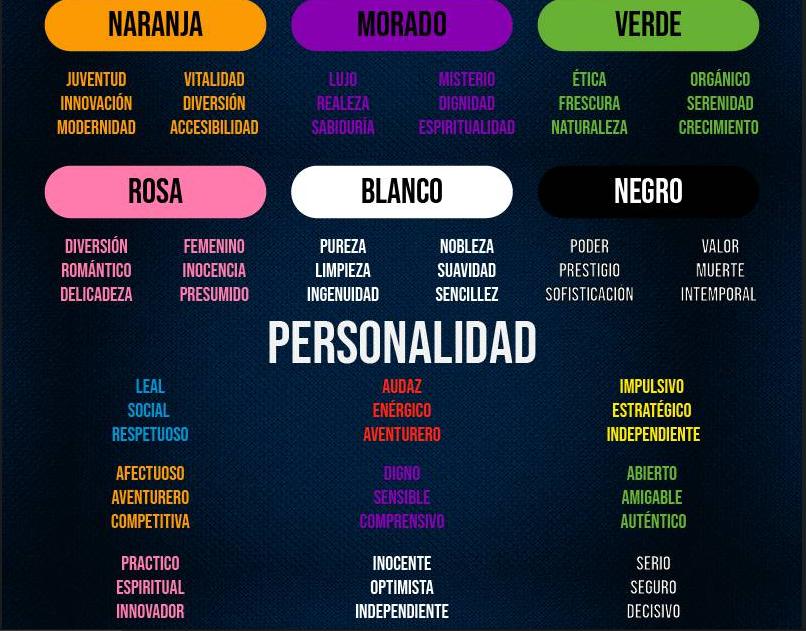 NARANJA MORADO VERDE
JUVENTUD VITALIDAD LUJO MISTERIO ÉTICA ORGÁNICO
INNOVACIÓN DIVERSIÓN REALEZA DIGNIDAD FRESCURA SERENIDAD
MODERNIDAD ACCESIBILIDAD SABIDURÍA ESPIRITUALIDAD NATURALEZA CRECIMIENTO
ROSA BLANCO NEGRO
DIVERSIÓN FEMENINO PUREZA NOBLEZA PODER VALOR
ROMÁNTICO INOCENCIA LIMPIEZA SUAVIDAD PRESTIGIO MUERTE
DELICADEZA PRESUMIDO INGENUIDAD SENCILLEZ SOFISTICACIÓN INTEMPORAL
PERSONALIDAD
LEAL AUDAZ IMPULSIVO
SOCIAL ENÉRGICO ESTRATÉGICO
RESPETUOSO AVENTURERO INDEPENDIENTE
AFECTUOSO DIGNO ABIERTO
AVENTURERO SENSIBLE AMIGABLE
COMPETITIVA COMPRENSIVO AUTÉNTICO
PRACTICO INOCENTE SERIO
ESPIRITUAL OPTIMISTA SEGURO
INNOVADOR INDEPENDIENTE DECISIVO